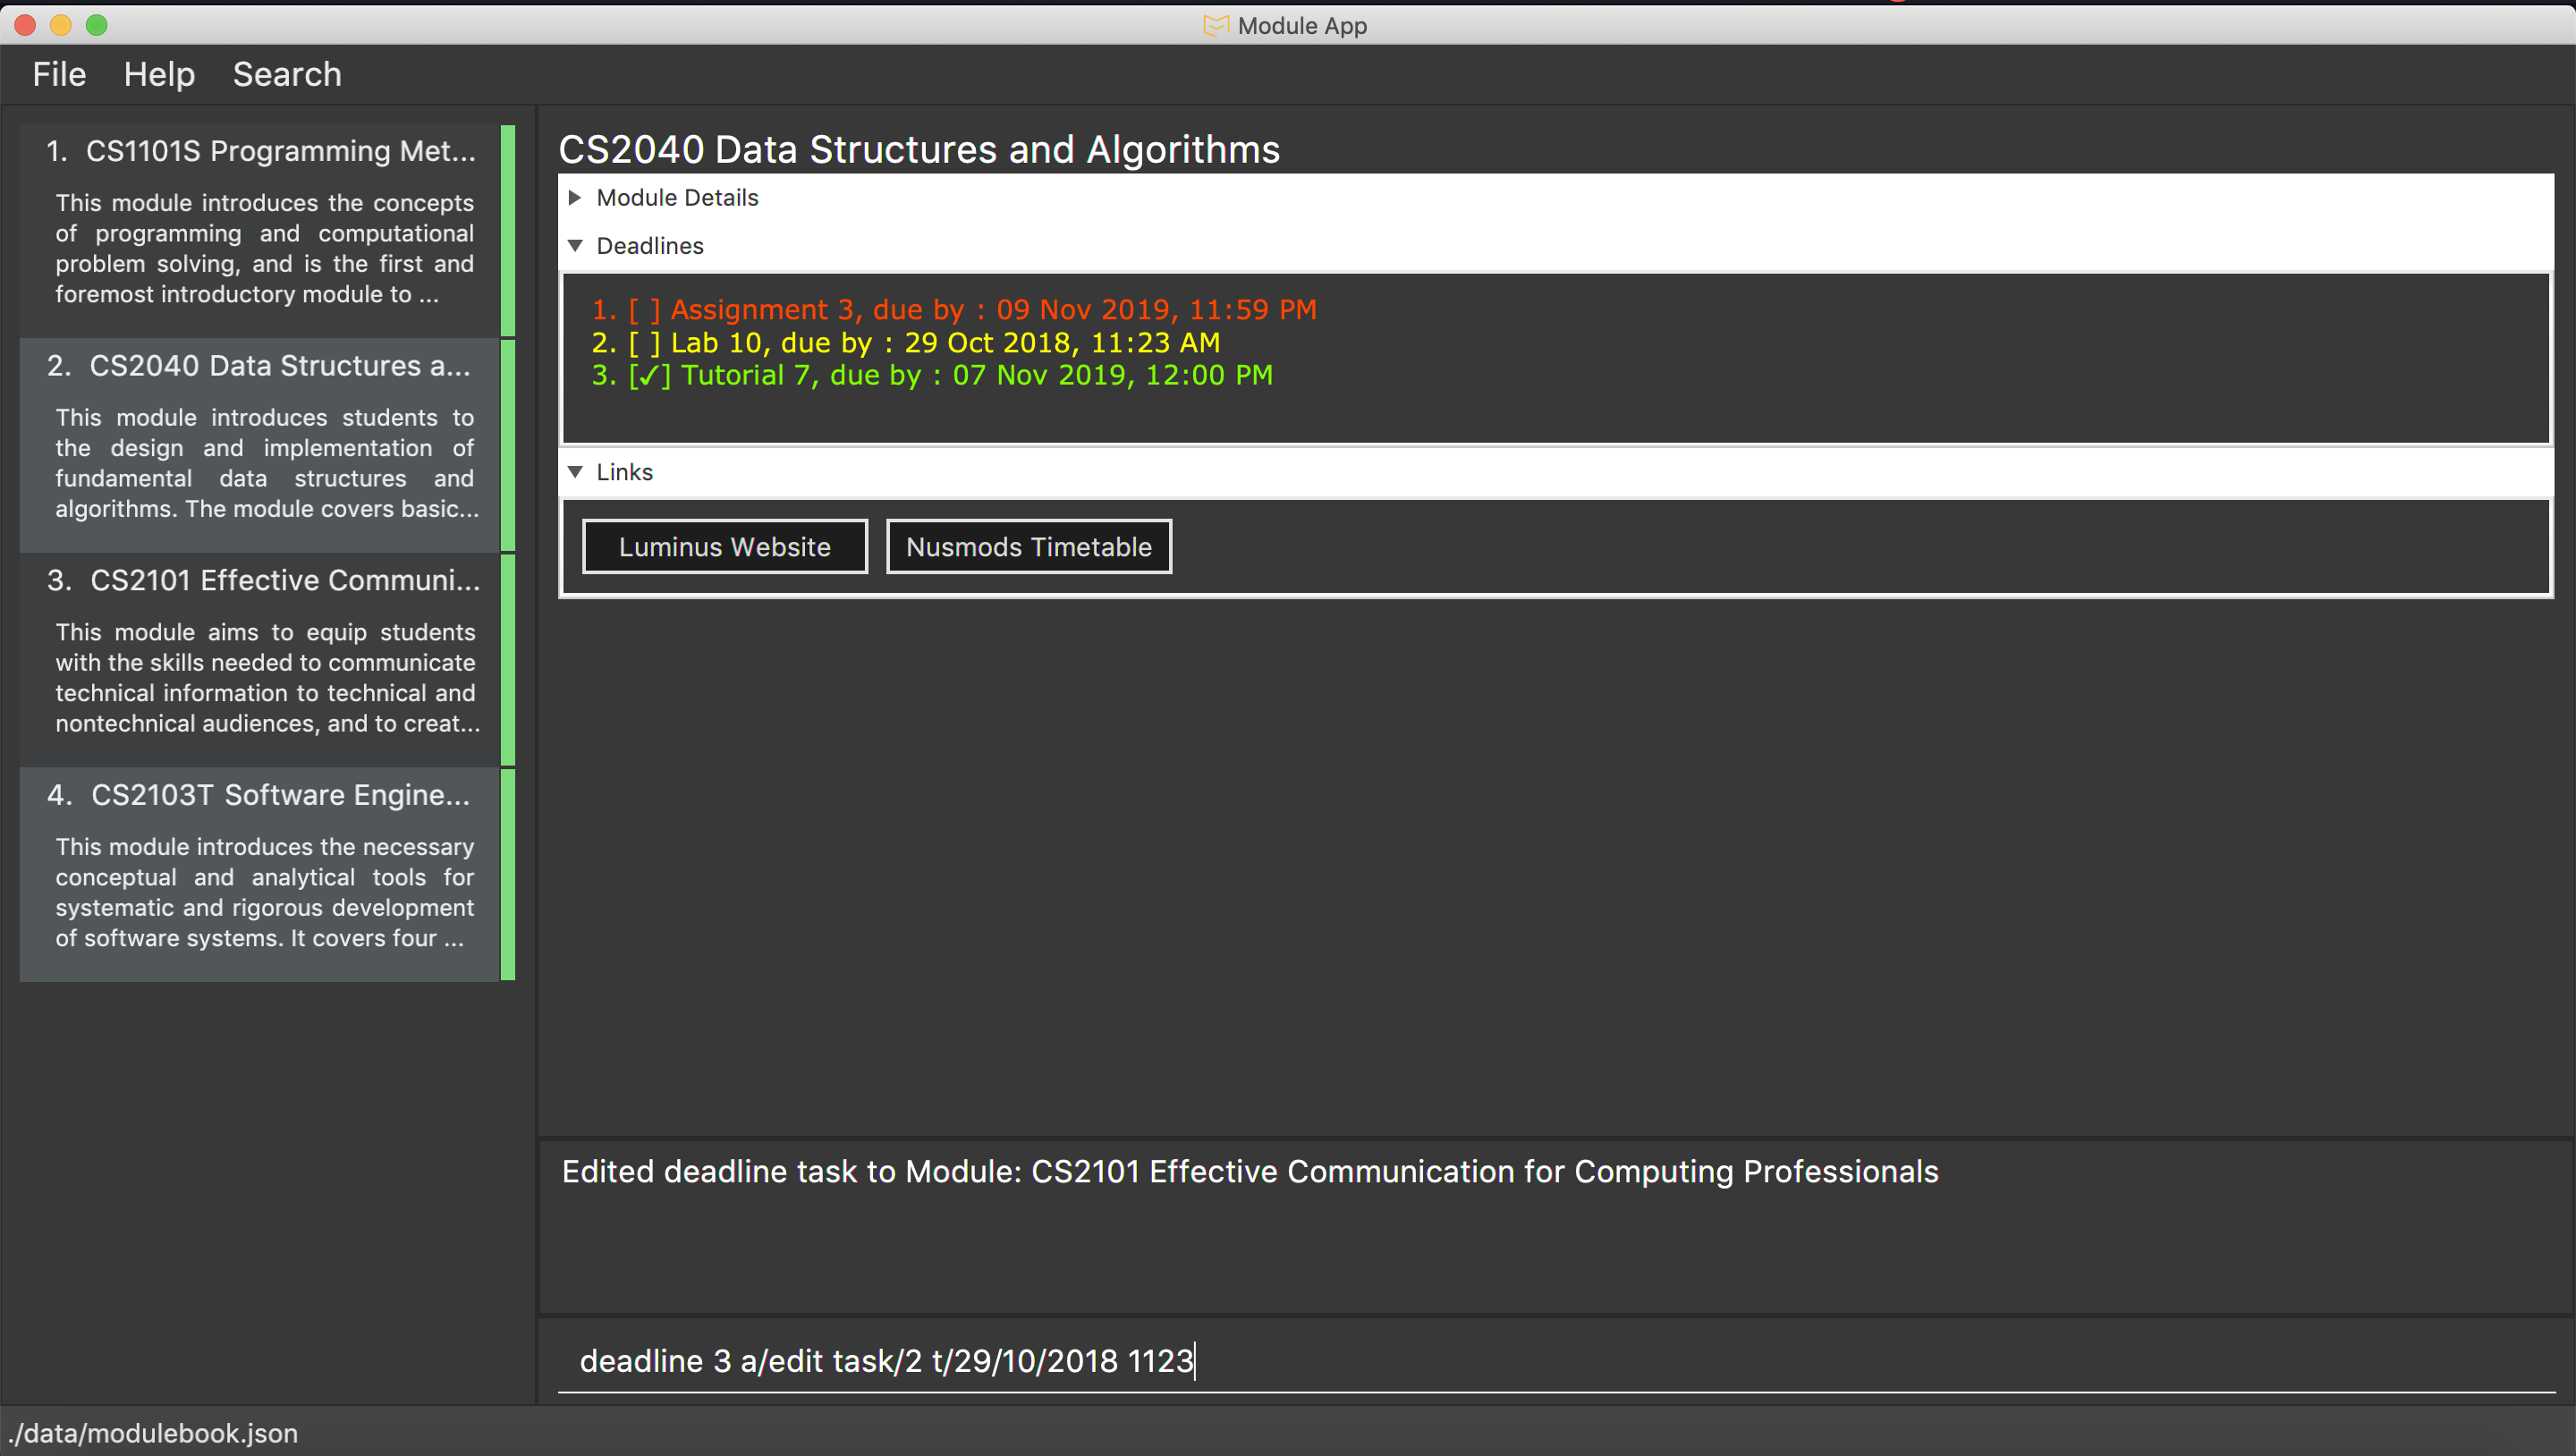 Module App
File Help Search
1. CS1101S Programming Met...
This module introduces the concepts
of programming and computational
problem solving, and is the first and
foremost introductory module to ...
2. CS2040 Data Structures a...
This module introduces students to
the design and implementation of
fundamental data structures and
algorithms. The module covers basic...
3. CS2101 Effective Communi...
This module aims to equip students
with the skills needed to communicate
technical information to technical and
nontechnical audiences, and to creat...
4. CS2103T Software Engine...
This module introduces the necessary
conceptual and analytical tools for
systematic and rigorous development
of software systems. It covers four ...
CS2040 Data Structures and Algorithms
Module Details
Deadlines
1. [ ] Assignment 3, due by : 09 Nov 2019, 11:59 PM
2. [ ] Lab 10, due by : 29 Oct 2018, 11:23 AM
3. [✓] Tutorial 7, due by : 07 Nov 2019, 12:00 PM
Links
Luminus Website Nusmods Timetable
Edited deadline task to Module: CS2101 Effective Communication for Computing Professionals
deadline 3 a/edit task/2 t/29/10/2018 1123
./data/modulebook.json